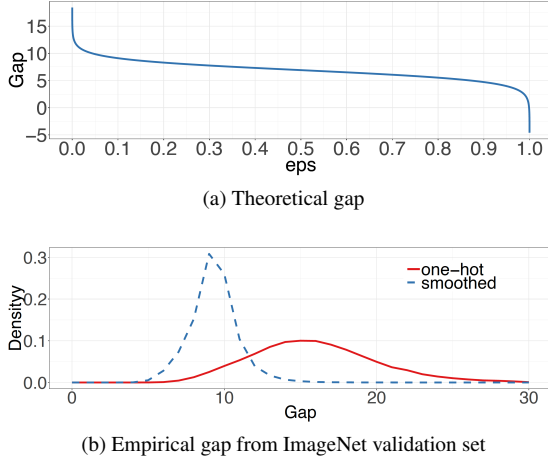 15
10
5
0
−5
Gap
0.0 0.1 0.2 0.3 0.4 0.5 0.6 0.7 0.8 0.9 1.0
eps
(a) Theoretical gap
0.3
0.2
0.1
0.0
Densityy
one−hot
smoothed
0 10 20 30
Gap
(b) Empirical gap from ImageNet validation set